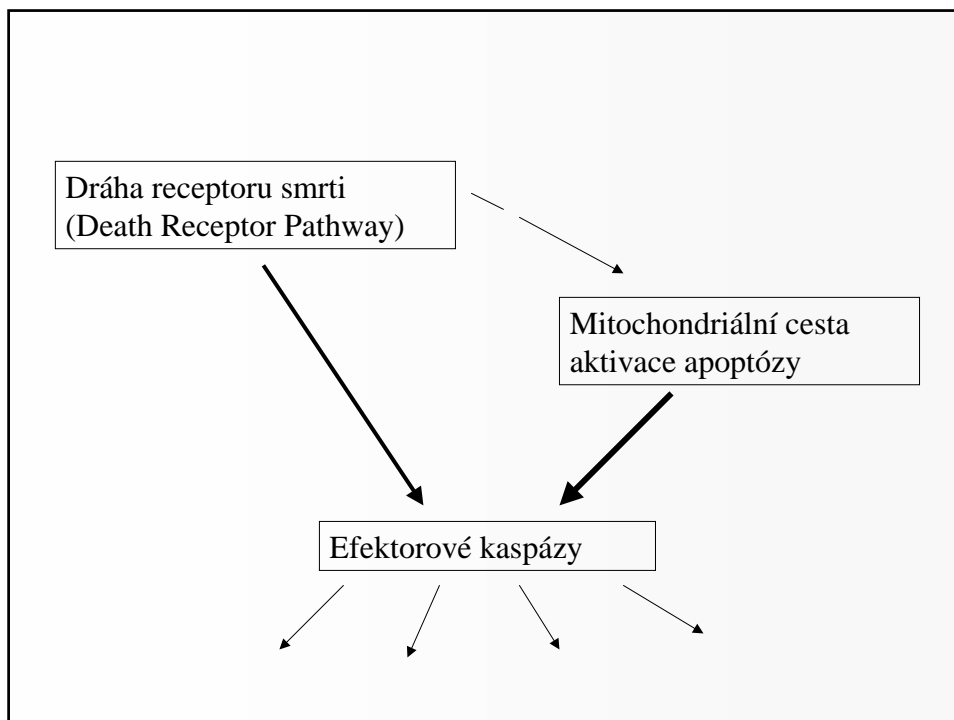 Dráha receptoru smrti
(Death Receptor Pathway)
Mitochondriální cesta
aktivace apoptózy
Efektorové kaspázy